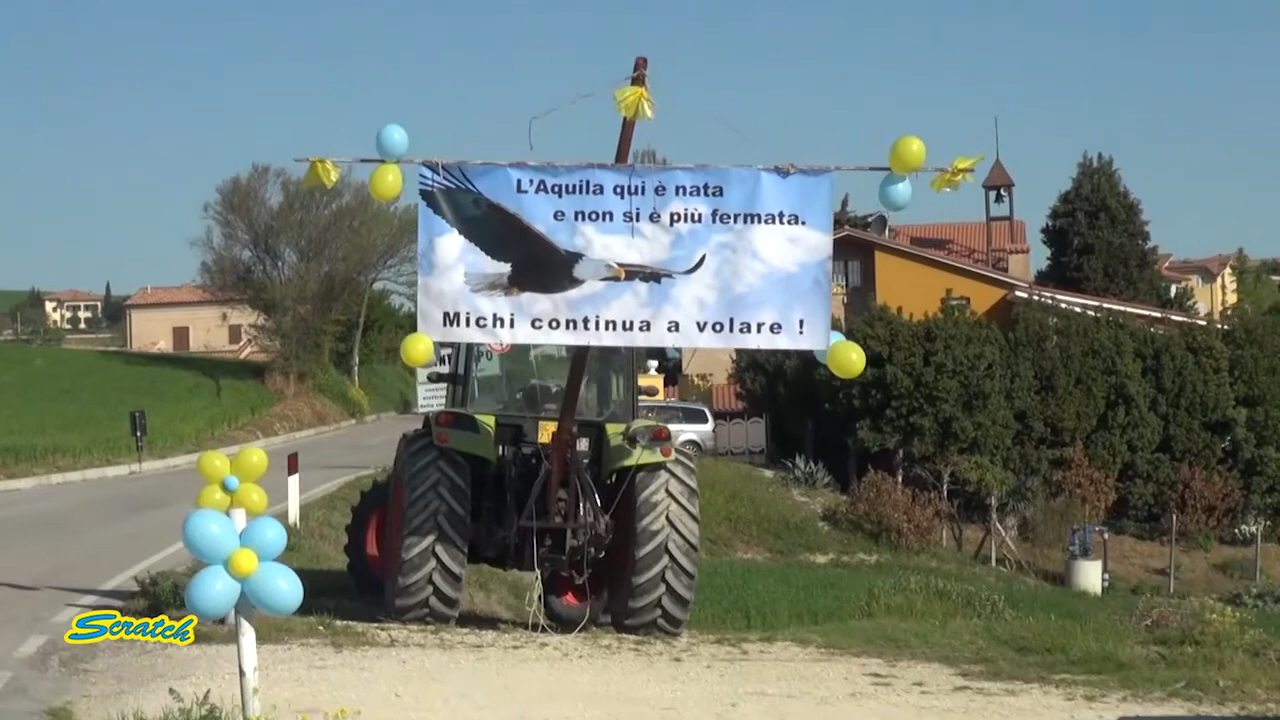 L'Aquila qui è nata
e non si è più fermata.
Michi continua a volare !
Scratch